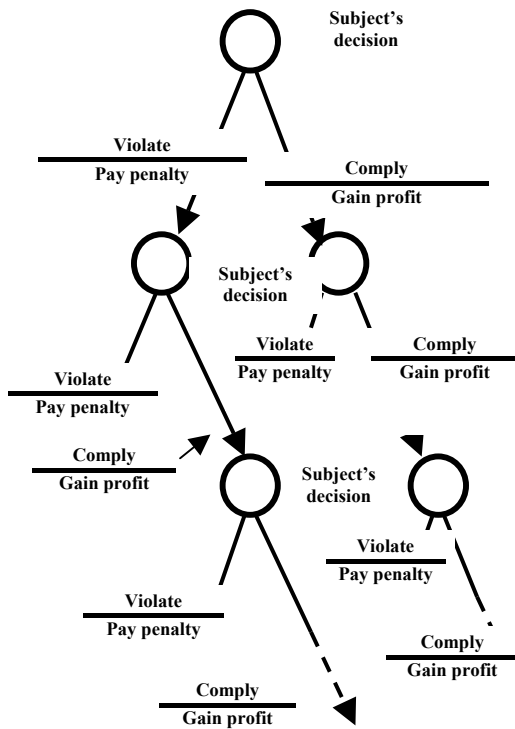 Subject's
decision
Violate
Pay penalty
Comply
Gain profit
Subject's
decision
Violate
Pay penalty
Comply
Gain profit
Violate
Pay penalty
Comply
Gain profit
Subject's
decision
Violate
Pay penalty
Violate
Pay penalty
Comply
Gain profit
Comply
Gain profit